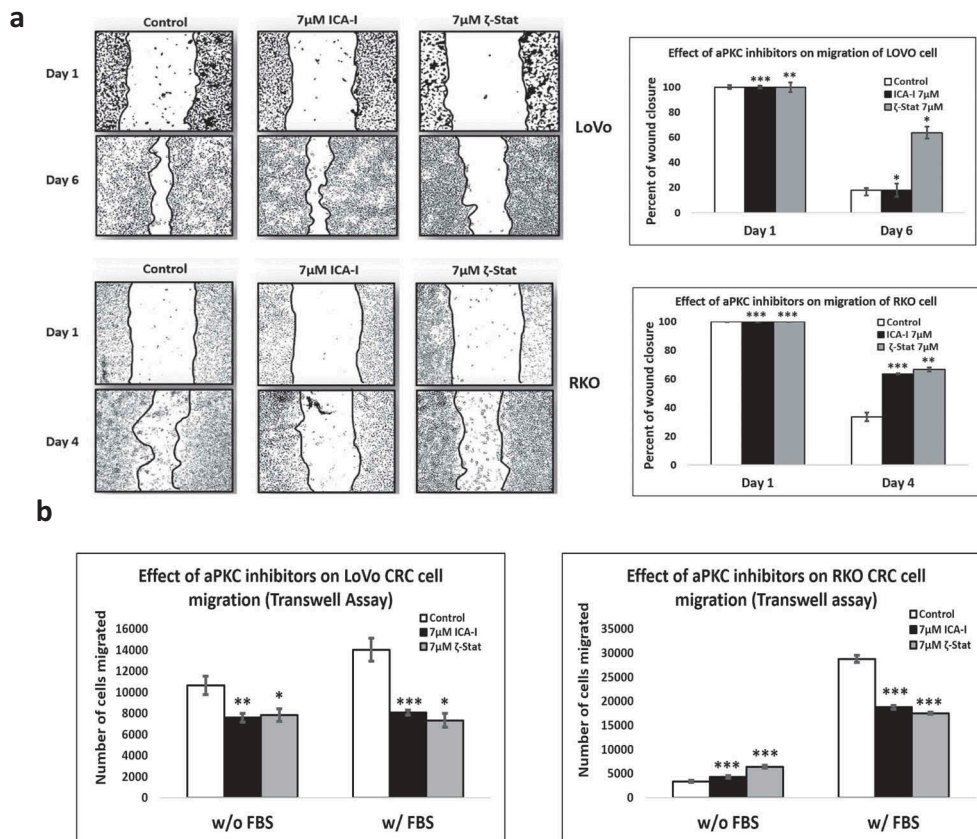 a
Control 7µM ICA-I 7µM ζ-Stat
Day 1
Day 6
LoVo
Effect of aPKC inhibitors on migration of LOVO cell
Percent of wound closure
100
80
60
40
20
0
*** **
* *
Control
ICA-I 7µM
ζ-Stat 7µM
Day 1 Day 6
Control 7µM ICA-I 7µM ζ-Stat
Day 1
Day 4
RKO
Effect of aPKC inhibitors on migration of RKO cell
Percent of wound closure
100
80
60
40
20
0
*** ***
*** **
Control
ICA-I 7µM
ζ-Stat 7µM
Day 1 Day 4
b
Effect of aPKC inhibitors on LoVo CRC cell
migration (Transwell Assay)
Number of cells migrated
16000
14000
12000
10000
8000
6000
4000
2000
0
Control
7µM ICA-I
7µM ζ-Stat
** *
*** *
w/o FBS w/ FBS
Effect of aPKC inhibitors on RKO CRC cell
migration (Transwell assay)
Number of cells migrated
35000
30000
25000
20000
15000
10000
5000
0
Control
7µM ICA-I
7µM ζ-Stat
*** ***
*** ***
w/o FBS w/ FBS